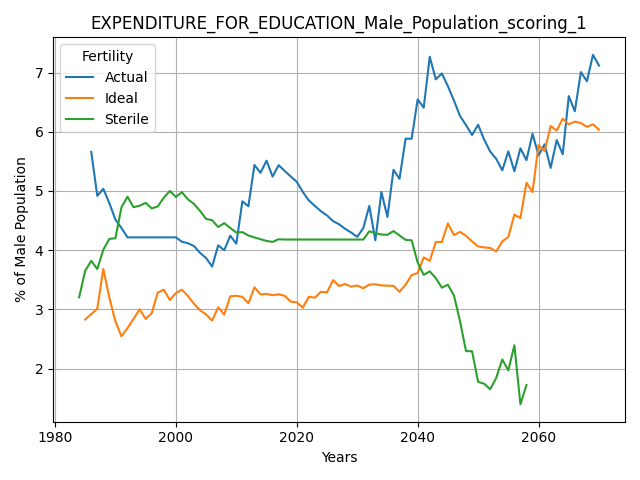 EXPENDITURE_FOR_EDUCATION_Male_Population_scoring_1
Fertility
Actual
Ideal
Sterile
% of Male Population
7
6
5
4
3
2
1980
2000
2020
2040
2060
Years